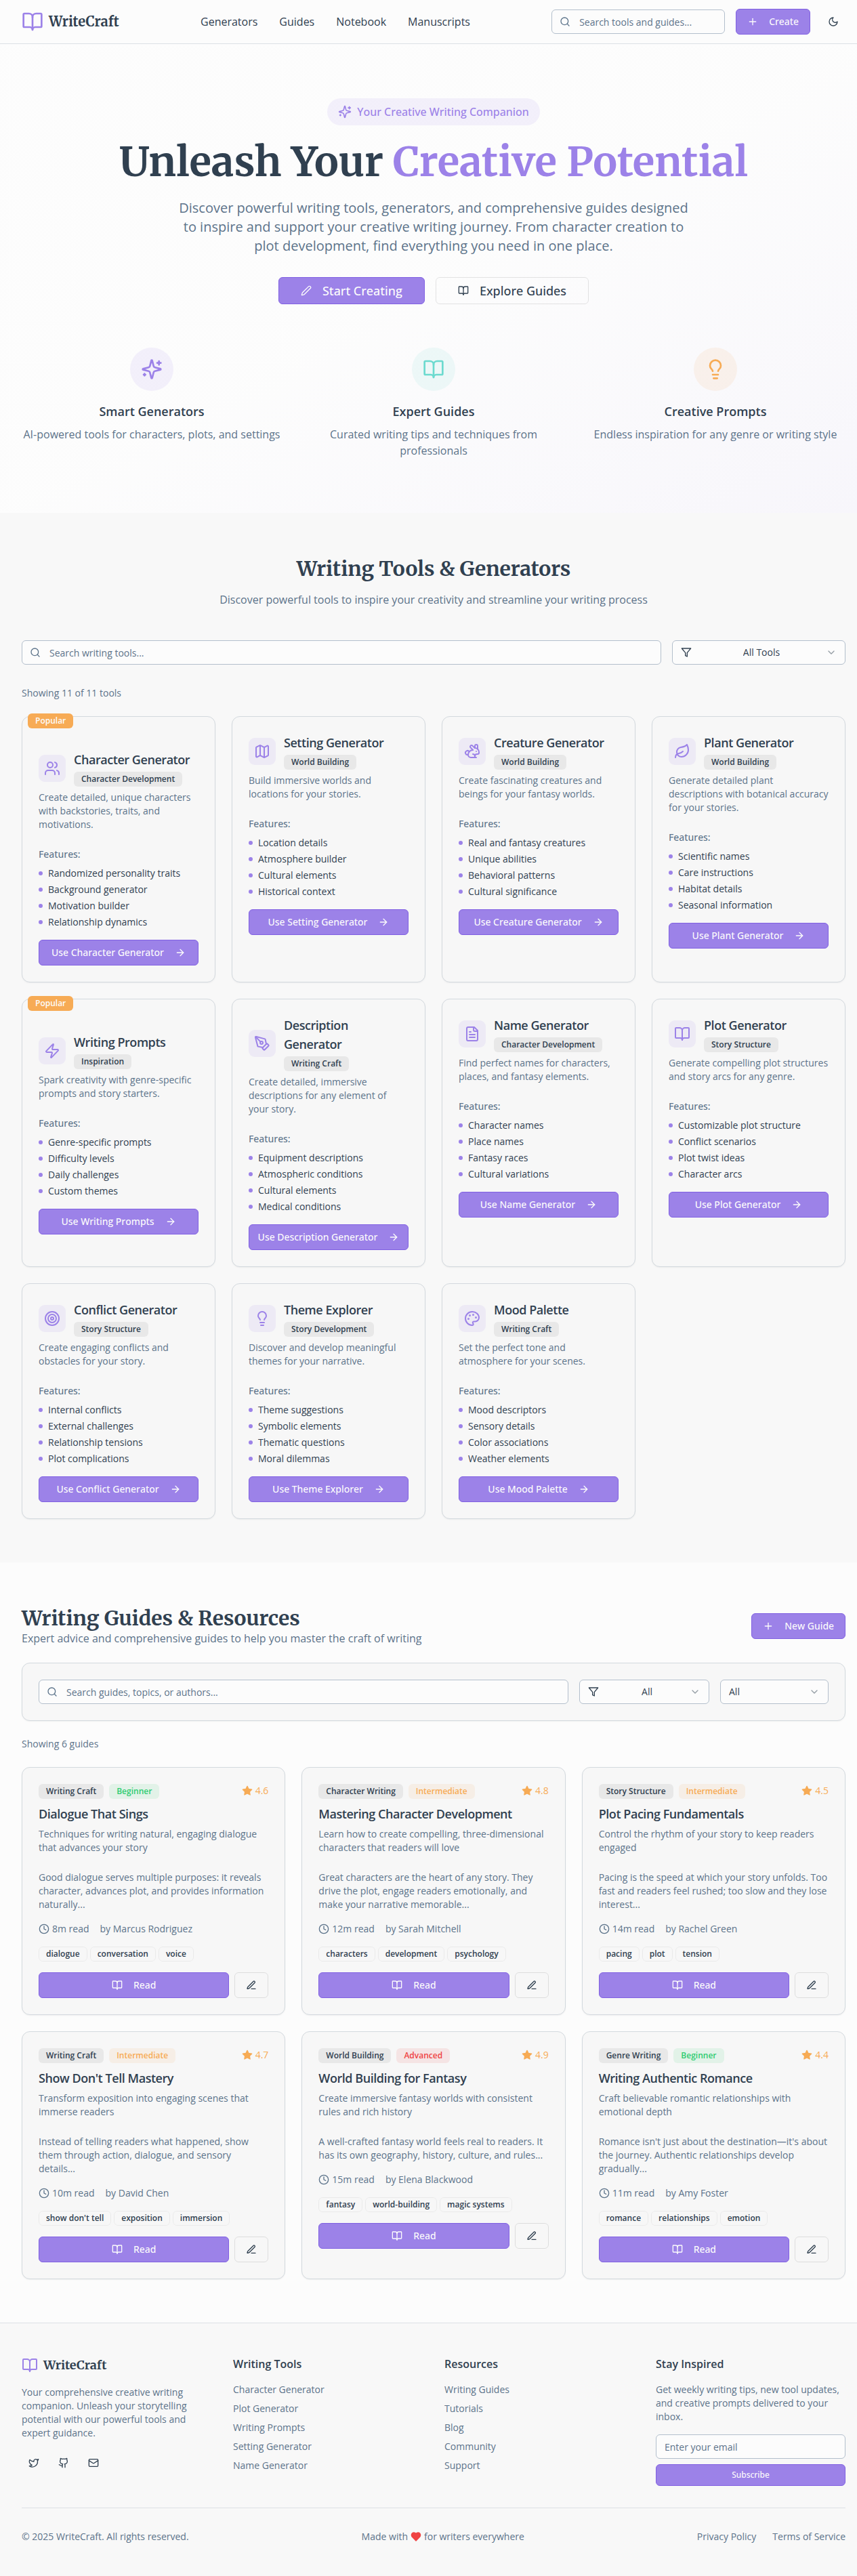 WriteCraft
Generators
Guides
Notebook
Manuscripts
Search tools and guides...
Create
Your Creative Writing Companion
Unleash Your Creative Potential
Discover powerful writing tools, generators, and comprehensive guides designed
to inspire and support your creative writing journey. From character creation to
plot development, find everything you need in one place.
Start Creating
Explore Guides
Smart Generators
AI-powered tools for characters, plots, and settings
Expert Guides
Curated writing tips and techniques from
professionals
Creative Prompts
Endless inspiration for any genre or writing style
Writing Tools & Generators
Discover powerful tools to inspire your creativity and streamline your writing process
Search writing tools...
All Tools
Showing 11 of 11 tools
Popular
Character Generator
Character Development
Create detailed, unique characters
with backstories, traits, and
motivations.
Features:
Randomized personality traits
Background generator
Motivation builder
Relationship dynamics
Use Character Generator
Setting Generator
World Building
Build immersive worlds and
locations for your stories.
Features:
Location details
Atmosphere builder
Cultural elements
Historical context
Use Setting Generator
Creature Generator
World Building
Create fascinating creatures and
beings for your fantasy worlds.
Features:
Real and fantasy creatures
Unique abilities
Behavioral patterns
Cultural significance
Use Creature Generator
Plant Generator
World Building
Generate detailed plant
descriptions with botanical accuracy
for your stories.
Features:
Scientific names
Care instructions
Habitat details
Seasonal information
Use Plant Generator
Popular
Writing Prompts
Inspiration
Spark creativity with genre-specific
prompts and story starters.
Features:
Genre-specific prompts
Difficulty levels
Daily challenges
Custom themes
Use Writing Prompts
Description
Generator
Writing Craft
Create detailed, immersive
descriptions for any element of
your story.
Features:
Equipment descriptions
Atmospheric conditions
Cultural elements
Medical conditions
Use Description Generator
Name Generator
Character Development
Find perfect names for characters,
places, and fantasy elements.
Features:
Character names
Place names
Fantasy races
Cultural variations
Use Name Generator
Plot Generator
Story Structure
Generate compelling plot structures
and story arcs for any genre.
Features:
Customizable plot structure
Conflict scenarios
Plot twist ideas
Character arcs
Use Plot Generator
Conflict Generator
Story Structure
Create engaging conflicts and
obstacles for your story.
Features:
Internal conflicts
External challenges
Relationship tensions
Plot complications
Use Conflict Generator
Theme Explorer
Story Development
Discover and develop meaningful
themes for your narrative.
Features:
Theme suggestions
Symbolic elements
Thematic questions
Moral dilemmas
Use Theme Explorer
Mood Palette
Writing Craft
Set the perfect tone and
atmosphere for your scenes.
Features:
Mood descriptors
Sensory details
Color associations
Weather elements
Use Mood Palette
Writing Guides & Resources
Expert advice and comprehensive guides to help you master the craft of writing
New Guide
Search guides, topics, or authors...
All
All
Showing 6 guides
Writing Craft
Beginner
4.6
Dialogue That Sings
Techniques for writing natural, engaging dialogue
that advances your story
Good dialogue serves multiple purposes: it reveals
character, advances plot, and provides information
naturally...
8m read
by Marcus Rodriguez
dialogue
conversation
voice
Read
Character Writing
Intermediate
4.8
Mastering Character Development
Learn how to create compelling, three-dimensional
characters that readers will love
Great characters are the heart of any story. They
drive the plot, engage readers emotionally, and
make your narrative memorable...
12m read
by Sarah Mitchell
characters
development
psychology
Read
Story Structure
Intermediate
4.5
Plot Pacing Fundamentals
Control the rhythm of your story to keep readers
engaged
Pacing is the speed at which your story unfolds. Too
fast and readers feel rushed; too slow and they lose
interest...
14m read
by Rachel Green
pacing
plot
tension
Read
Writing Craft
Intermediate
4.7
Show Don't Tell Mastery
Transform exposition into engaging scenes that
immerse readers
Instead of telling readers what happened, show
them through action, dialogue, and sensory
details...
10m read
by David Chen
show don't tell
exposition
immersion
Read
World Building
Advanced
4.9
World Building for Fantasy
Create immersive fantasy worlds with consistent
rules and rich history
A well-crafted fantasy world feels real to readers. It
has its own geography, history, culture, and rules...
15m read
by Elena Blackwood
fantasy
world-building
magic systems
Read
Genre Writing
Beginner
4.4
Writing Authentic Romance
Craft believable romantic relationships with
emotional depth
Romance isn't just about the destination—it's about
the journey. Authentic relationships develop
gradually...
11m read
by Amy Foster
romance
relationships
emotion
Read
WriteCraft
Your comprehensive creative writing
companion. Unleash your storytelling
potential with our powerful tools and
expert guidance.
Writing Tools
Character Generator
Plot Generator
Writing Prompts
Setting Generator
Name Generator
Resources
Writing Guides
Tutorials
Blog
Community
Support
Stay Inspired
Get weekly writing tips, new tool updates,
and creative prompts delivered to your
inbox.
Enter your email
Subscribe
© 2025 WriteCraft. All rights reserved.
Made with ❤️ for writers everywhere
Privacy Policy
Terms of Service